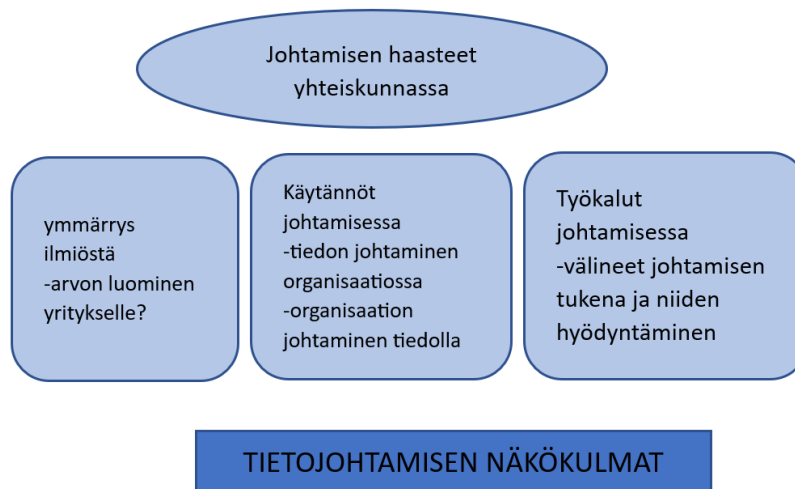 Johtamisen haasteet
yhteiskunnassa
ymmärrys
ilmiöstä
-arvon luominen
yritykselle?
Käytännöt
johtamisessa
-tiedon johtaminen
organisaatiossa
-organisaation
johtaminen tiedolla
Työkalut
johtamisessa
-välineet johtamisen
tukena ja niiden
hyödyntäminen
TIETOJOHTAMISEN NÄKÖKULMAT